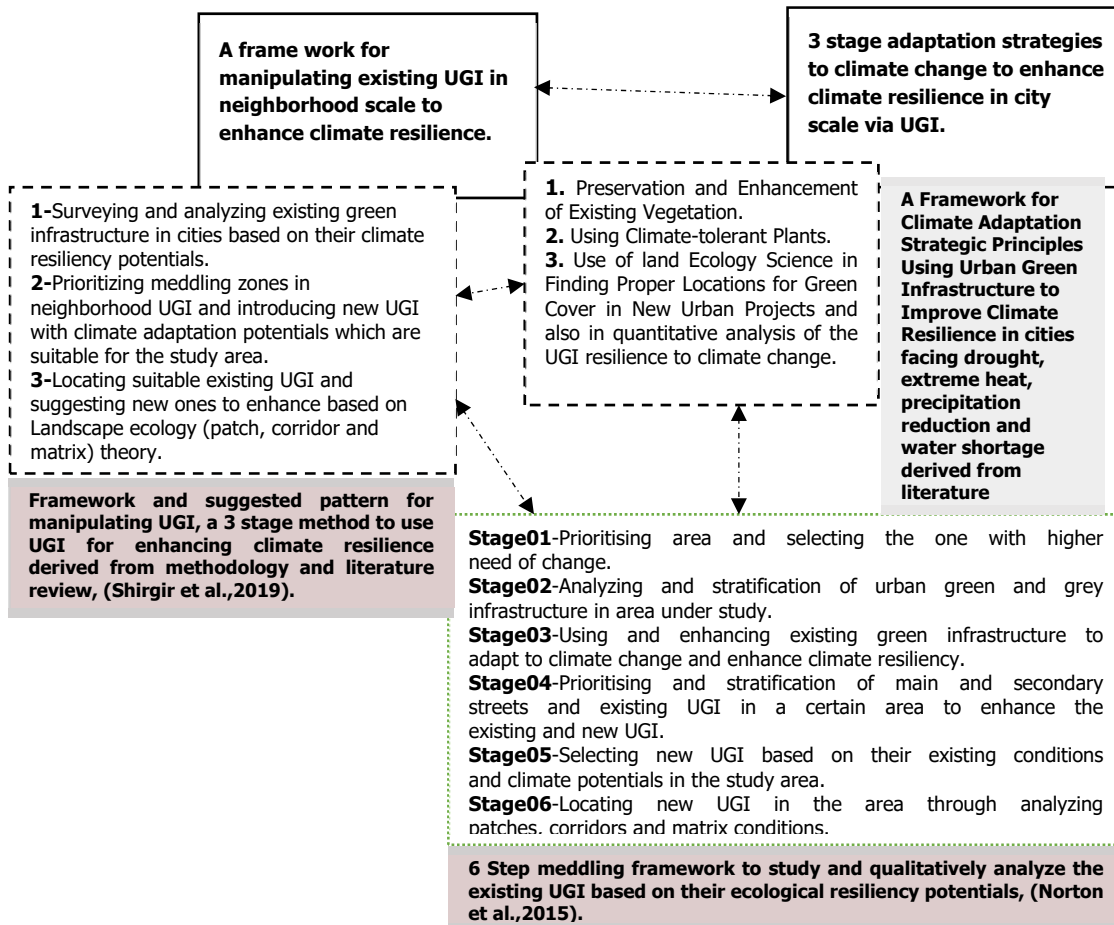 A frame work for
manipulating existing UGI in
neighborhood scale to
enhance climate resilience.
3 stage adaptation strategies
to climate change to enhance
climate resilience in city
scale via UGI.
1-Surveying and analyzing existing green
infrastructure in cities based on their climate
resiliency potentials.
2-Prioritizing meddling zones in
neighborhood UGI and introducing new UGI
with climate adaptation potentials which are
suitable for the study area.
3-Locating suitable existing UGI and
suggesting new ones to enhance based on
Landscape ecology (patch, corridor and
matrix) theory.
1. Preservation and Enhancement
of Existing Vegetation.
2. Using Climate-tolerant Plants.
3. Use of land Ecology Science in
Finding Proper Locations for Green
Cover in New Urban Projects and
also in quantitative analysis of the
UGI resilience to climate change.
A Framework for
Climate Adaptation
Strategic Principles
Using Urban Green
Infrastructure to
Improve Climate
Resilience in cities
facing drought,
extreme heat,
precipitation
reduction and
water shortage
derived from
literature
Framework and suggested pattern for
manipulating UGI, a 3 stage method to use
UGI for enhancing climate resilience
derived from methodology and literature
review, (Shirgir et al.,2019).
Stage01-Prioritising area and selecting the one with higher
need of change.
Stage02-Analyzing and stratification of urban green and grey
infrastructure in area under study.
Stage03-Using and enhancing existing green infrastructure to
adapt to climate change and enhance climate resiliency.
Stage04-Prioritising and stratification of main and secondary
streets and existing UGI in a certain area to enhance the
existing and new UGI.
Stage05-Selecting new UGI based on their existing conditions
and climate potentials in the study area.
Stage06-Locating new UGI in the area through analyzing
patches, corridors and matrix conditions.
6 Step meddling framework to study and qualitatively analyze the
existing UGI based on their ecological resiliency potentials, (Norton
et al.,2015).